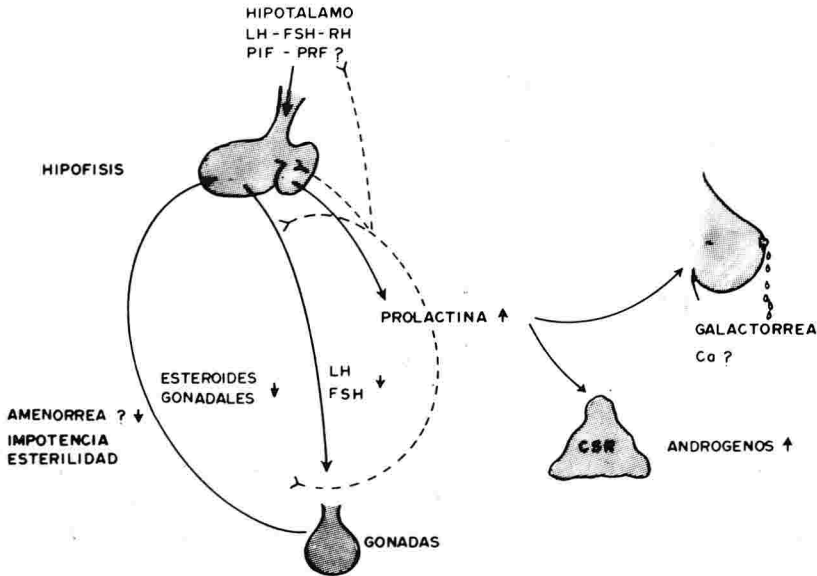 HIPOTALAMO
LH-FSH-RH
PIF - PRF ?
HIPOFISIS
PROLACTINA ↑
GALACTORREA
Ca ?
ESTEROIDES
GONADALES ↓
LH
FSH ↓
AMENORREA ? ↓
IMPOTENCIA
ESTERILIDAD
CSR
ANDROGENOS ↑
GONADAS